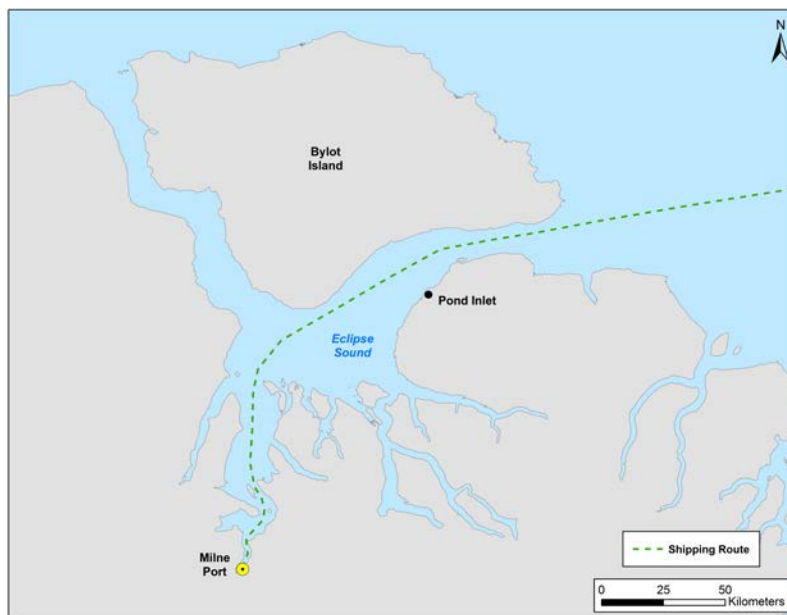 N
Bylot
Island
Pond Inlet
Eclipse
Sound
Milne
Port
Shipping Route
0 25 50
Kilometers